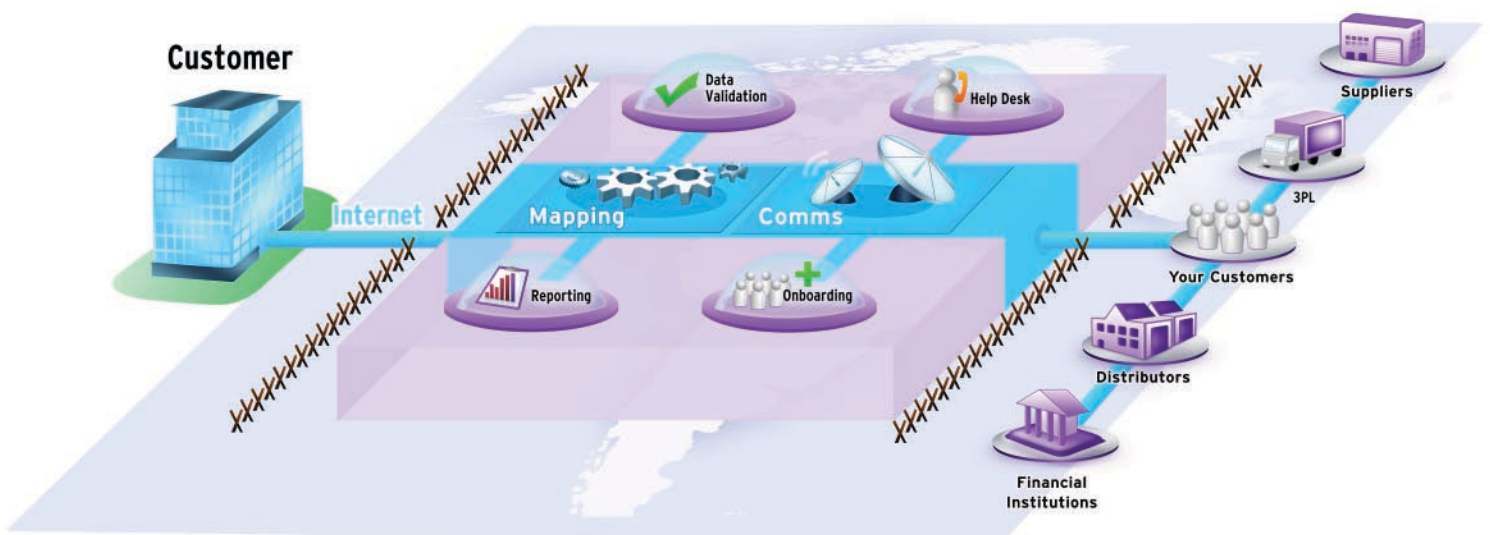 Customer
Internet
Data
Validation
Help Desk
Mapping
Comms
Reporting
Onboarding
Suppliers
3PL
Your Customers
Distributors
Financial
Institutions